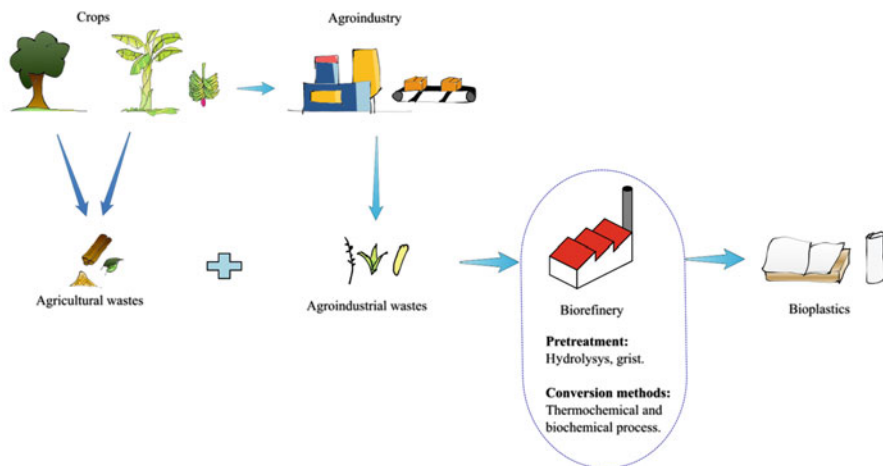 Crops
Agroindustry
Agricultural wastes
Agroindustrial wastes
Biorefinery
Pretreatment:
Hydrolysys, grist.
Conversion methods:
Thermochemical and
biochemical process.
Bioplastics